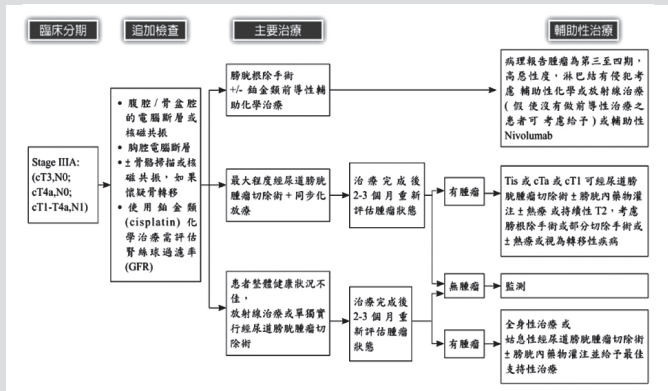 臨床分期
追加檢查
主要治療
輔助性治療
Stage IIIA:
(cT3,N0;
cT4a,N0;
cT1-T4a,N1)
• 腹腔/骨盆腔
的電腦斷層或
核磁共振
• 胸腔電腦斷層
• ±骨骼掃描或核
磁共振，如果
懷疑骨轉移
• 使用鉑金類
(cisplatin) 化
學治療需評估
腎絲球過濾率
(GFR)
膀胱根除手術
+/- 鉑金類前導性輔
助化學治療
病理報告腫瘤為第三至四期，
高惡性度，淋巴結有侵犯考
慮 輔助性化學或放射線治療
(假 使沒有做前導性治療之
患者可 考慮給予)或輔助性
Nivolumab
最大程度經尿道膀胱
腫瘤切除術 + 同步化
放療
治療完成後
2-3 個月重新
評估腫瘤狀態
有腫瘤
Tis 或 cTa 或 cT1 可經尿道膀
胱腫瘤切除術±膀胱內藥物灌
注±熱療 或持續性 T2，考慮
膀胱根除手術或部分切除手術或
±熱療或視為轉移性疾病
無腫瘤
監測
患者整體健康狀況不
佳，
放射線治療或單獨實
行經尿道膀胱腫瘤切
除術
治療完成後
2-3 個月重
新評估腫瘤
狀態
有腫瘤
全身性治療 或
姑息性經尿道膀胱腫瘤切除術
±膀胱內藥物灌注並給予最佳
支持性治療